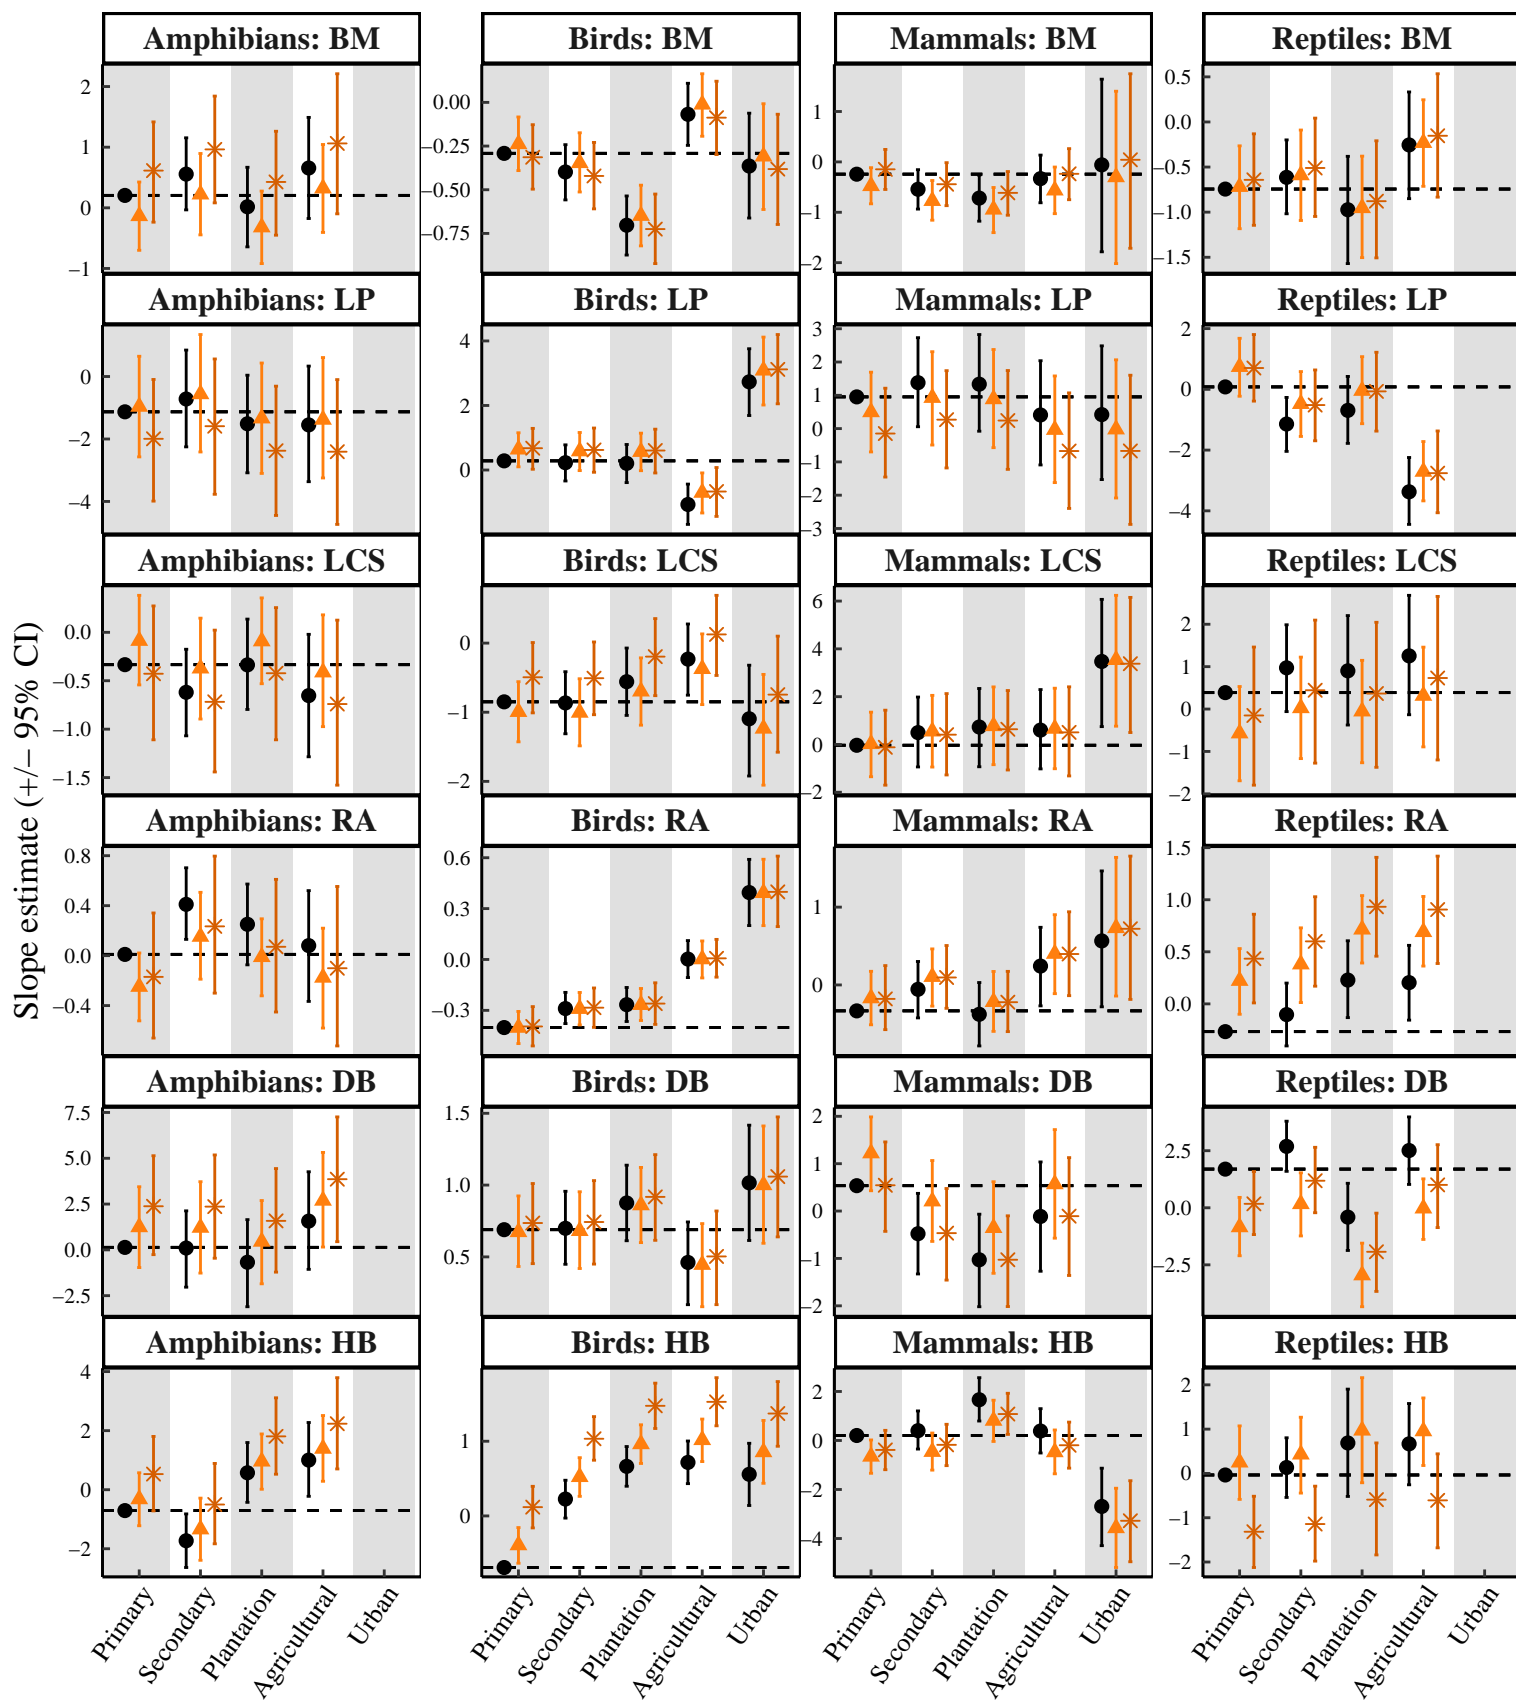 Slope estimate (+/− 95% CI)
Amphibians: BM
Birds: BM
Mammals: BM
Reptiles: BM
2
1
0
−1
0.00
−0.25
−0.50
−0.75
1
0
−1
−2
0.5
0.0
−0.5
−1.0
−1.5
Amphibians: LP
Birds: LP
Mammals: LP
Reptiles: LP
0
−2
−4
4
2
0
3
2
1
0
−1
−2
−3
2
0
−2
−4
Amphibians: LCS
Birds: LCS
Mammals: LCS
Reptiles: LCS
0.0
−0.5
−1.0
−1.5
0
−1
−2
6
4
2
0
−2
2
1
0
−1
−2
Amphibians: RA
Birds: RA
Mammals: RA
Reptiles: RA
0.8
0.4
0.0
−0.4
0.6
0.3
0.0
−0.3
1
0
1.5
1.0
0.5
0.0
Amphibians: DB
Birds: DB
Mammals: DB
Reptiles: DB
7.5
5.0
2.5
0.0
−2.5
1.5
1.0
0.5
2
1
0
−1
−2
2.5
0.0
−2.5
Amphibians: HB
Birds: HB
Mammals: HB
Reptiles: HB
4
2
0
−2
1
0
2
0
−2
−4
2
1
0
−1
−2
Primary
Secondary
Plantation
Agricultural
Urban
Primary
Secondary
Plantation
Agricultural
Urban
Primary
Secondary
Plantation
Agricultural
Urban
Primary
Secondary
Plantation
Agricultural
Urban